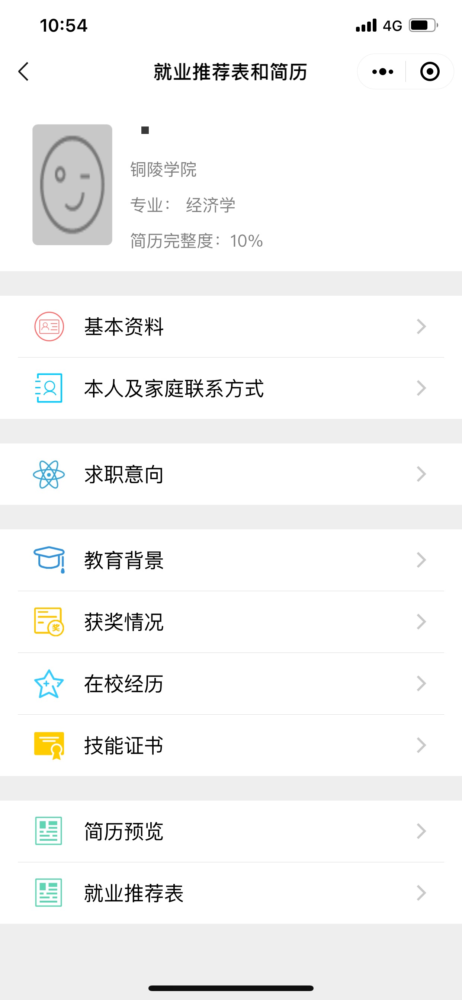 10:54
4G
就业推荐表和简历
铜陵学院
专业： 经济学
简历完整度：10%
基本资料
本人及家庭联系方式
求职意向
教育背景
奖
获奖情况
在校经历
技能证书
简历预览
就业推荐表